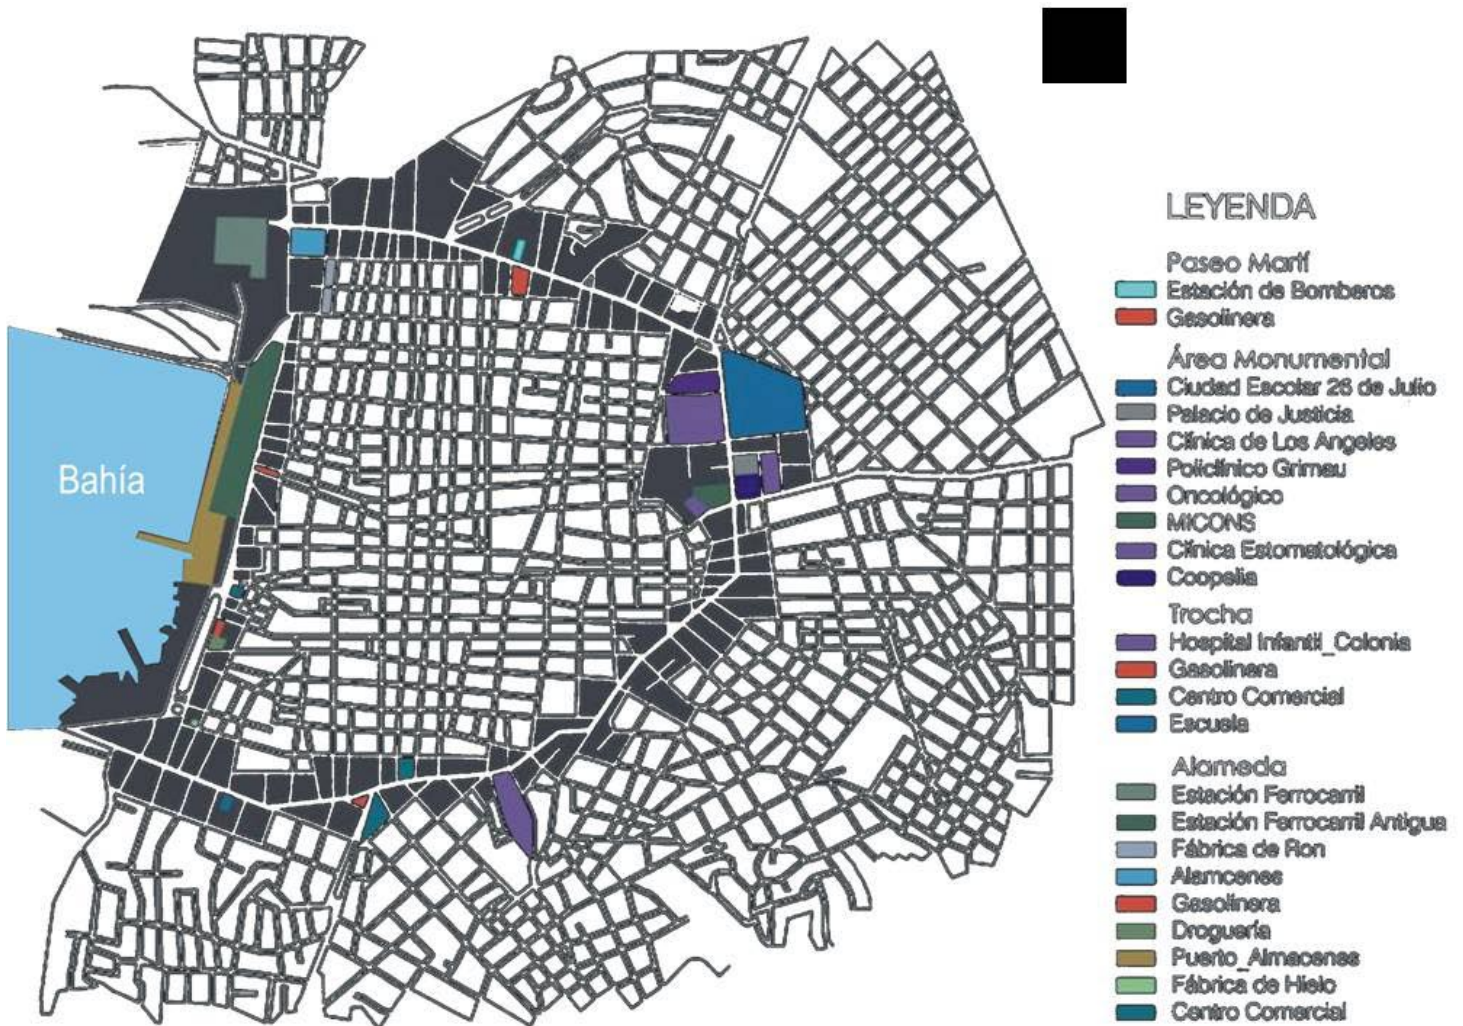 Bahía
LEYENDA
Paseo Martí
Estación de Bomberos
Gasolinera
Área Monumental
Ciudad Escolar 26 de Julio
Palacio de Justicia
Clínica de Los Angeles
Policlínico Grimau
Oncológico
MICONS
Clínica Estomatológica
Coopelia
Trocha
Hospital Infantil_Colonia
Gasolinera
Centro Comercial
Escuela
Alameda
Estación Ferrocarril
Estación Ferrocarril Antigua
Fábrica de Ron
Alamcenes
Gasolinera
Droguería
Puerto_Almacenes
Fábrica de Hielo
Centro Comercial